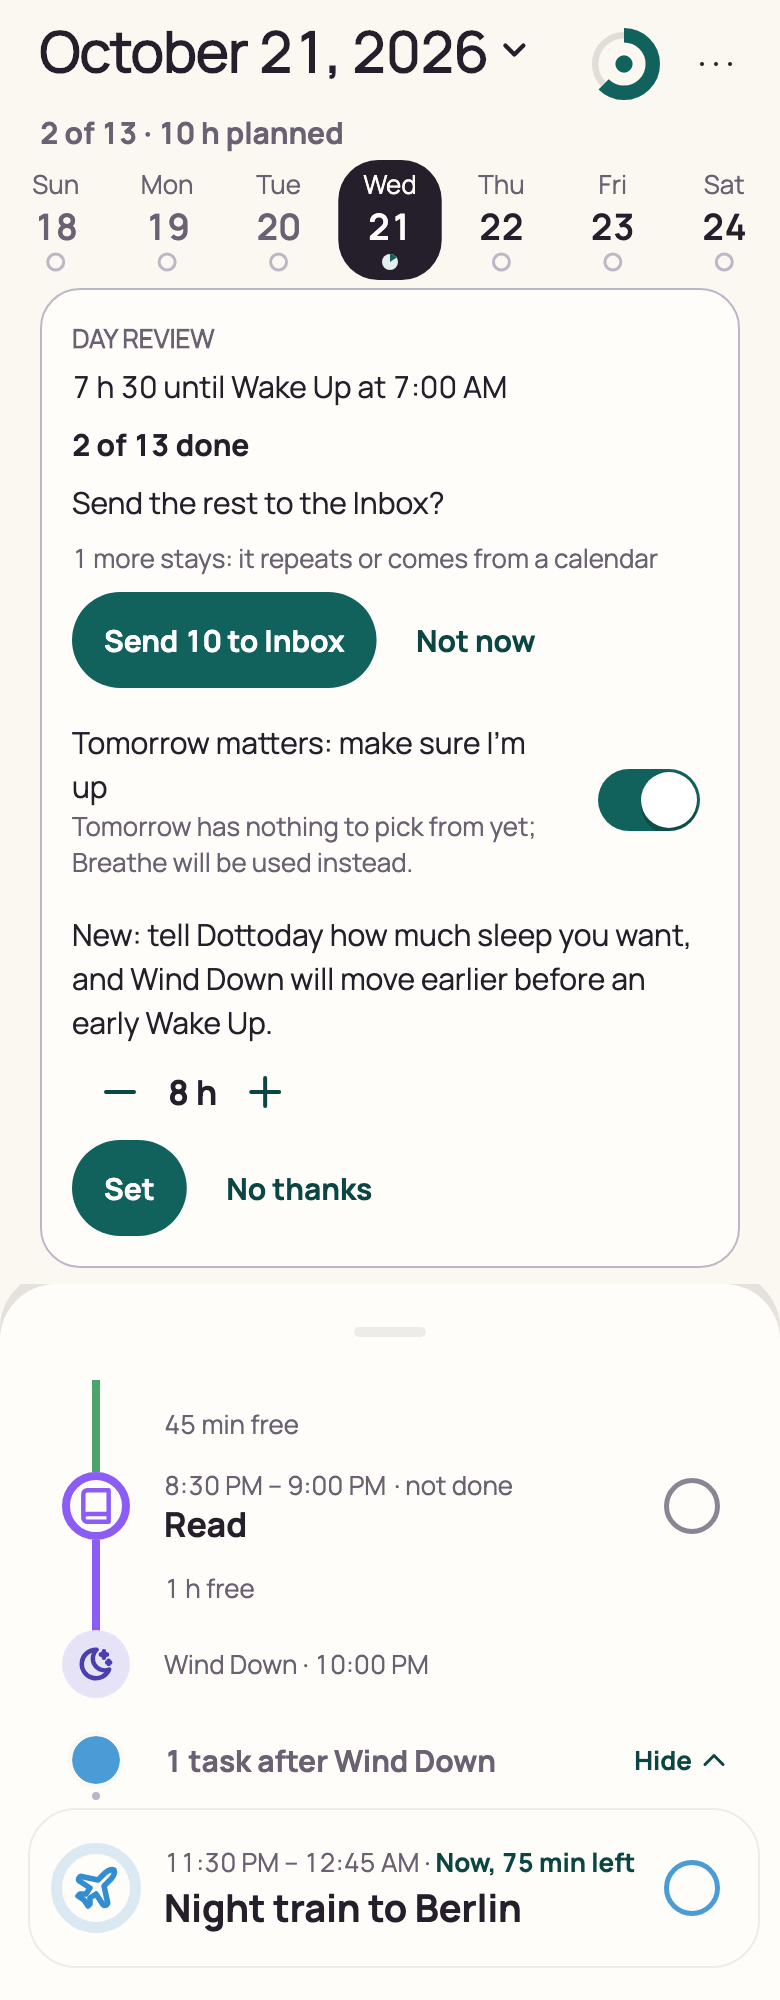 October 21, 2026
2 of 13 · 10 h planned
Sun Mon Tue Wed Thu Fri Sat
18 19 20 21 22 23 24
DAY REVIEW
7 h 30 until Wake Up at 7:00 AM
2 of 13 done
Send the rest to the Inbox?
1 more stays: it repeats or comes from a calendar
Send 10 to Inbox Not now
Tomorrow matters: make sure I'm
up
Tomorrow has nothing to pick from yet;
Breathe will be used instead.
New: tell Dottoday how much sleep you want,
and Wind Down will move earlier before an
early Wake Up.
8 h
Set No thanks
45 min free
8:30 PM – 9:00 PM · not done
Read
1 h free
Wind Down · 10:00 PM
1 task after Wind Down Hide
11:30 PM – 12:45 AM · Now, 75 min left
Night train to Berlin